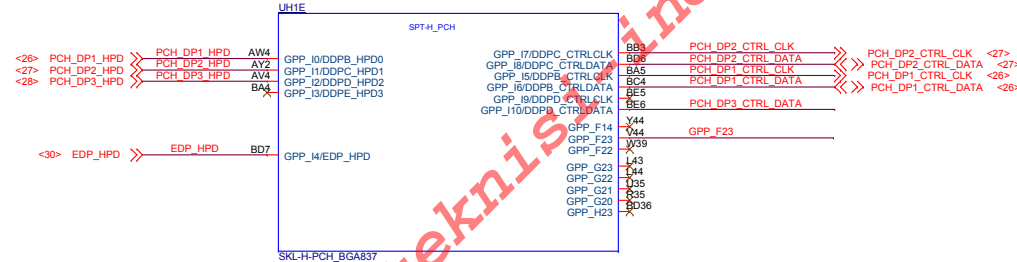 UH1E
SPT-H_PCH
<26> PCH_DP1_HPD PCH_DP1_HPD AW4 GPP_I0/DDPB_HPD0
<27> PCH_DP2_HPD PCH_DP2_HPD AY2 GPP_I1/DDPC_HPD1
<28> PCH_DP3_HPD PCH_DP3_HPD AV4 GPP_I2/DDPD_HPD2
BA4 GPP_I3/DDPE_HPD3
<30> EDP_HPD EDP_HPD BD7 GPP_I4/EDP_HPD
GPP_I7/DDPC_CTRLCLK BB3 PCH_DP2_CTRL_CLK PCH_DP2_CTRL_CLK <27>
GPP_I8/DDPC_CTRLDATA BD6 PCH_DP2_CTRL_DATA PCH_DP2_CTRL_DATA <27>
GPP_I5/DDPB_CTRLCLK BA5 PCH_DP1_CTRL_CLK PCH_DP1_CTRL_CLK <26>
GPP_I6/DDPB_CTRLDATA BC4 PCH_DP1_CTRL_DATA PCH_DP1_CTRL_DATA <26>
GPP_I9/DDPD_CTRLCLK BE5
GPP_I10/DDPD_CTRLDATA BE6 PCH_DP3_CTRL_DATA
GPP_F14 Y44
GPP_F23 V44 GPP_F23
GPP_F22 W39
GPP_G23 L43
GPP_G22 L44
GPP_G21 U35
GPP_G20 R35
GPP_H23 BD36
SKL-H-PCH_BGA837
teknisi-in